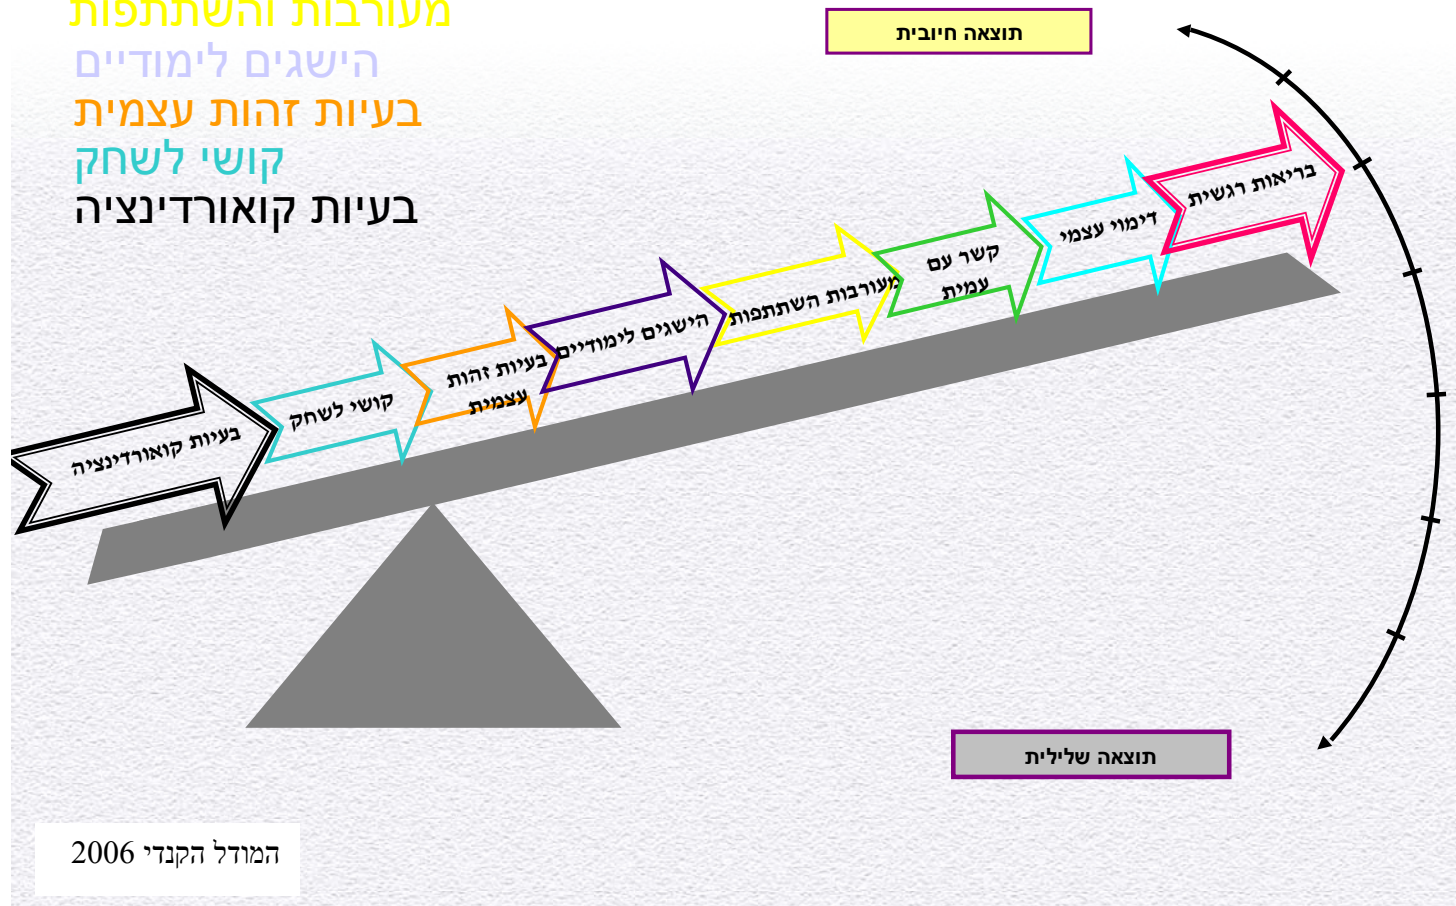 מעורבות והשתתפות
הישגים לימודיים
בעיות זהות עצמית
קושי לשחק
בעיות קואורדינציה
תוצאה חיובית
בריאות רגשית
דימוי עצמי
קשר עם
עמית
מעורבות השתתפות
הישגים לימודיים
בעיות זהות
עצמית
קושי לשחק
בעיות קואורדינציה
תוצאה שלילית
המודל הקנדי 2006